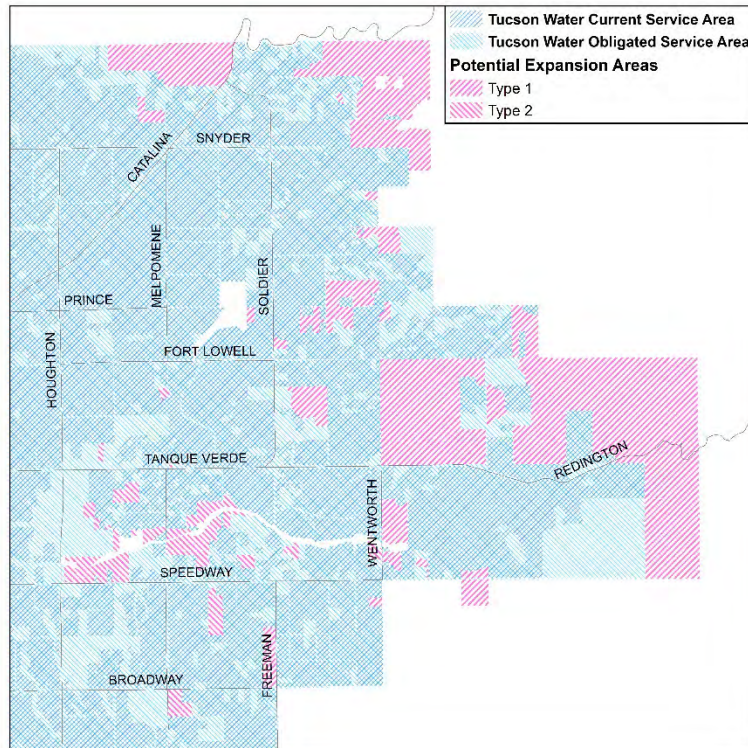 Tucson Water Current Service Area
Tucson Water Obligated Service Area
Potential Expansion Areas
Type 1
Type 2
CATALINA
SNYDER
MELPOMENE
SOLDIER
PRINCE
HOUGHTON
FORT LOWELL
TANQUE VERDE
REDINGTON
WENTWORTH
SPEEDWAY
FREEMAN
BROADWAY